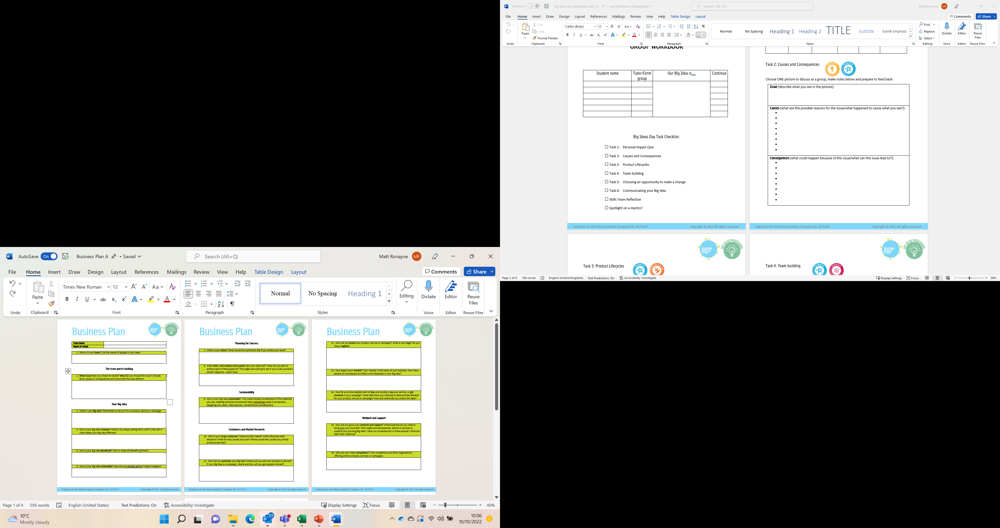 AutoSave On Big Ideas Day Workbook 2022-23 • Last Modified: 28 September Search (Alt+Q) Matt Ronayne MR
File Home Insert Draw Design Layout References Mailings Review View Help Table Design Layout Comments Share
Paste Cut Copy Format Painter Calibri (Body) 12 Normal No Spacing Heading 1 Heading 2 TITLE Subtitle Subtle Emphasi: Find Replace Select Dictate Editor Reuse Files
Undo Clipboard Font Paragraph Styles Editing Voice Editor Reuse Files
GROUP WORKBOOK
Student name Tutor/Form group Our Big Idea is..... Continue
Big Ideas Day Task Checklist:
Task 1: Personal Impact Quiz
Task 2: Causes and Consequences
Task 3: Product Lifecycles
Task 4: Team building
Task 5: Choosing an opportunity to make a change
Task 6: Communicating your Big Idea
Skills Team Reflection
Spotlight on a mentor!
Solutions for the Planet Limited, Company No. 4375187. Copyright © 2022 All rights reserved.
Task 2: Causes and Consequences
Choose ONE picture to discuss as a group, make notes below and prepare to feed back:
Issue (describe what you see in the picture):
Causes (what are the possible reasons for the issue/what happened to cause what you see?):
Consequences (what could happen because of this issue/what can this issue lead to?):
Solutions for the Planet Limited, Company No. 4375187. Copyright © 2022 All rights reserved.
SOLUTIONS FOR THE PLANET BIG IDEAS PROGRAMME
Task 3: Product Lifecycles
SOLUTIONS FOR THE PLANET BIG IDEAS PROGRAMME
Task 4: Team building
Page 2 of 8 788 words English (United Kingdom) Text Predictions: On Accessibility: Investigate Display Settings Focus 86%
AutoSave On Business Plan A • Saved Search (Alt+Q) Matt Ronayne MR
File Home Insert Draw Design Layout References Mailings Review View Help Table Design Layout Comments Share
Paste Times New Roman 12 Normal No Spacing Heading 1 Editing Dictate Editor Reuse Files
Undo Clipboard Font Paragraph Styles Voice Editor Reuse Files
Business Plan
Team Name
Name of School
1. Who is in your team? List the names of people in your team
The issue you're tackling
2. What issue have you chosen to tackle? Why did you choose this issue? (Include
facts, causes or consequences and who/what the issue affects).
Your Big Idea
3. What is your Big Idea? Remember to tell us if it's a product, service or campaign.
4. How is your Big Idea Creative? What is its Unique Selling Point (USP)? (The USP is
what makes your Big Idea different).
5. How is your Big Idea Beneficial? Who or what will benefit and how?
6. How is your Big Idea Achievable? How are you actually going it make it happen?
Solutions for the Planet Limited, Company No. 4375187. Copyright © 2022 All rights reserved.
Business Plan
Planning for Success
7. What is your vision? What would the world look like if you solved your issue?
8. What short- and medium-term goals have your team set? When do you plan to
achieve each of these goals by? The judges are looking to see if you've set yourself a
SMART objective – add it here.
Sustainability
9. How is your Big Idea sustainable? This could include consideration of the materials
you use, meeting social/environmental need, minimising waste in production,
designing-out waste, reducing risks, moral/ethical considerations.
Customers and Market Research
10. Who is your target customer? What are their needs? What influences their
decisions? What do they usually buy/use? Where would they usually buy similar
products/services?
11. How will you promote your Big Idea? Where will you sell your product or service?
If your Big Idea is a campaign, where and how will you get people involved?
Solutions for the Planet Limited, Company No. 4375187. Copyright © 2022 All rights reserved.
Business Plan
12. How will you brand your product, service or campaign? What is your logo? Do you
have a tagline?
13. How large is your market? Your 'market' is the reach of your business. How many
people (or businesses) are likely to be interested in your Big Idea?
14. How do you know people want to buy your product, use your service, or get
involved in your campaign? What data have you collected to demonstrate demand
for your product, service or campaign? How and where did you collect this data?
Network and support
15. How will you grow your network and support? What expertise do you need to
bring in to your business? Who might provide expertise, advice or services to
support your growing Big Idea? Have you contacted any of these people? What has
been their response?
16. Who are your main competitors? Your competitors are other organisations
offering similar products, services or campaigns.
Solutions for the Planet Limited, Company No. 4375187. Copyright © 2022 All rights reserved.
Page 1 of 4 595 words English (United States) Text Predictions: On Accessibility: Investigate Display Settings Focus 40%
10°C
Mostly cloudy
10:06
10/10/2022
2